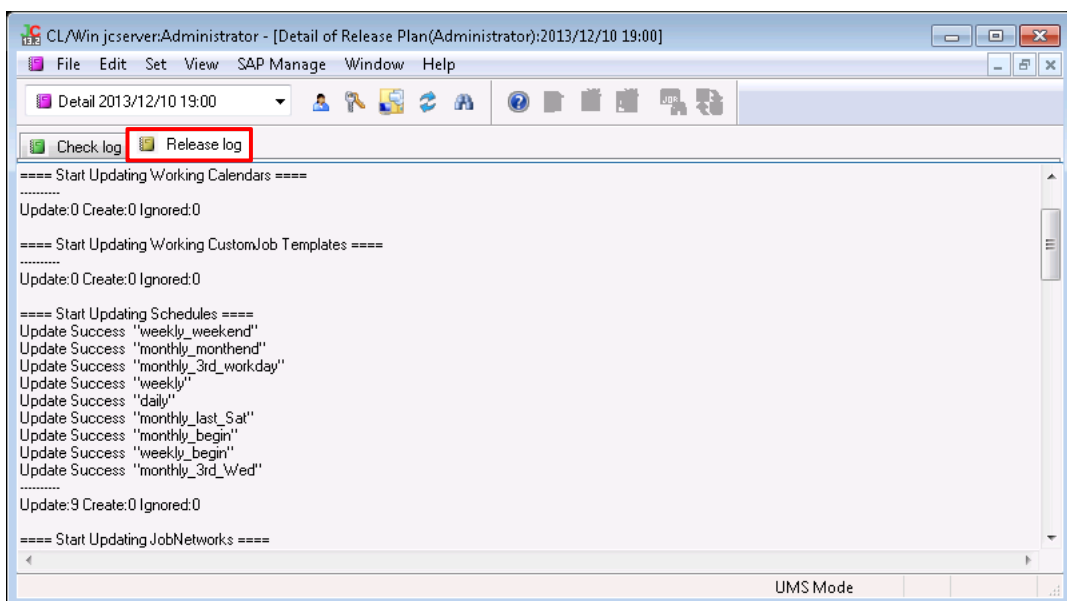 CL/Win jcserver:Administrator - [Detail of Release Plan(Administrator):2013/12/10 19:00]
File Edit Set View SAP Manage Window Help
Detail 2013/12/10 19:00
Check log Release log
==== Start Updating Working Calendars ====
----------
Update:0 Create:0 Ignored:0
==== Start Updating Working CustomJob Templates ====
----------
Update:0 Create:0 Ignored:0
==== Start Updating Schedules ====
Update Success "weekly_weekend"
Update Success "monthly_monthend"
Update Success "monthly_3rd_workday"
Update Success "weekly"
Update Success "daily"
Update Success "monthly_last_Sat"
Update Success "monthly_begin"
Update Success "weekly_begin"
Update Success "monthly_3rd_Wed"
----------
Update:9 Create:0 Ignored:0
==== Start Updating JobNetworks ====
UMS Mode